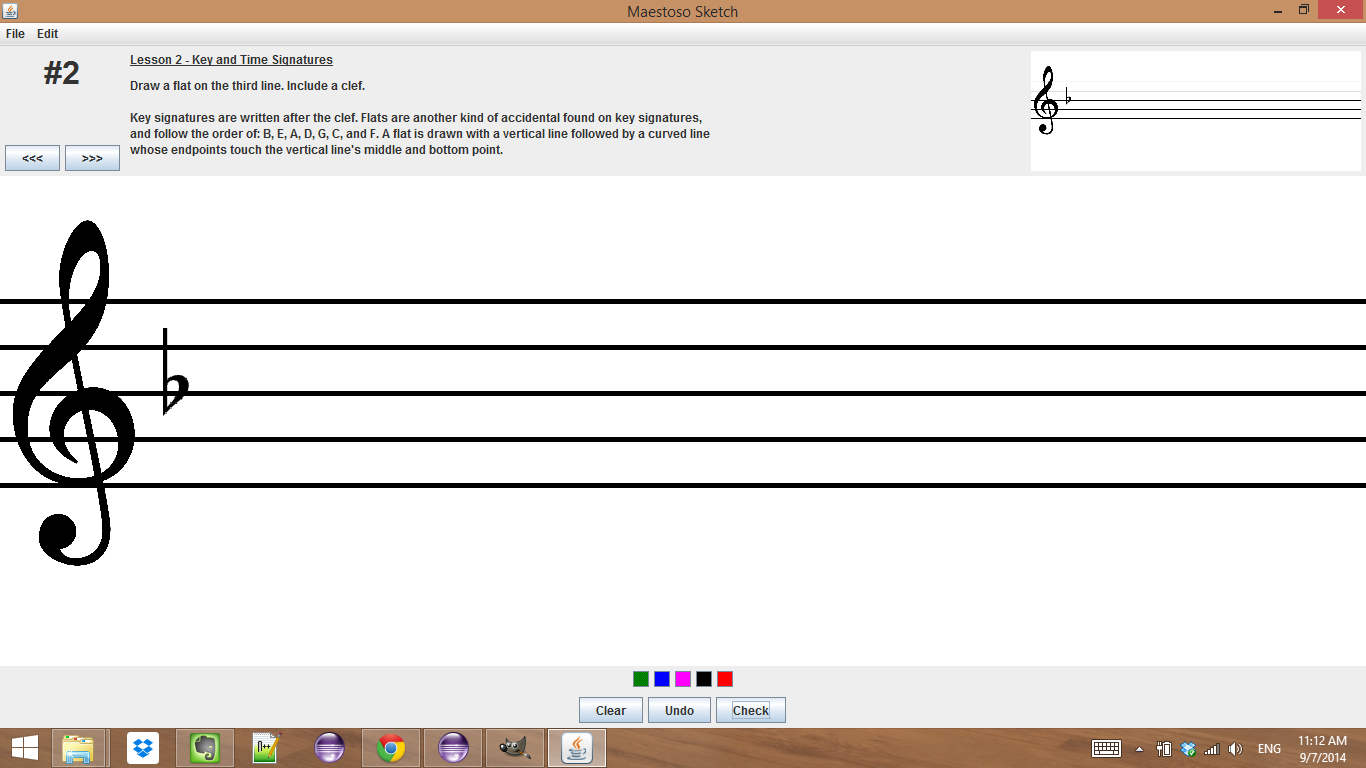 Maestoso Sketch
File Edit
#2
Lesson 2 - Key and Time Signatures
Draw a flat on the third line. Include a clef.
Key signatures are written after the clef. Flats are another kind of accidental found on key signatures,
and follow the order of: B, E, A, D, G, C, and F. A flat is drawn with a vertical line followed by a curved line
whose endpoints touch the vertical line's middle and bottom point.
<<< >>>
Clear Undo Check
ENG
11:12 AM
9/7/2014